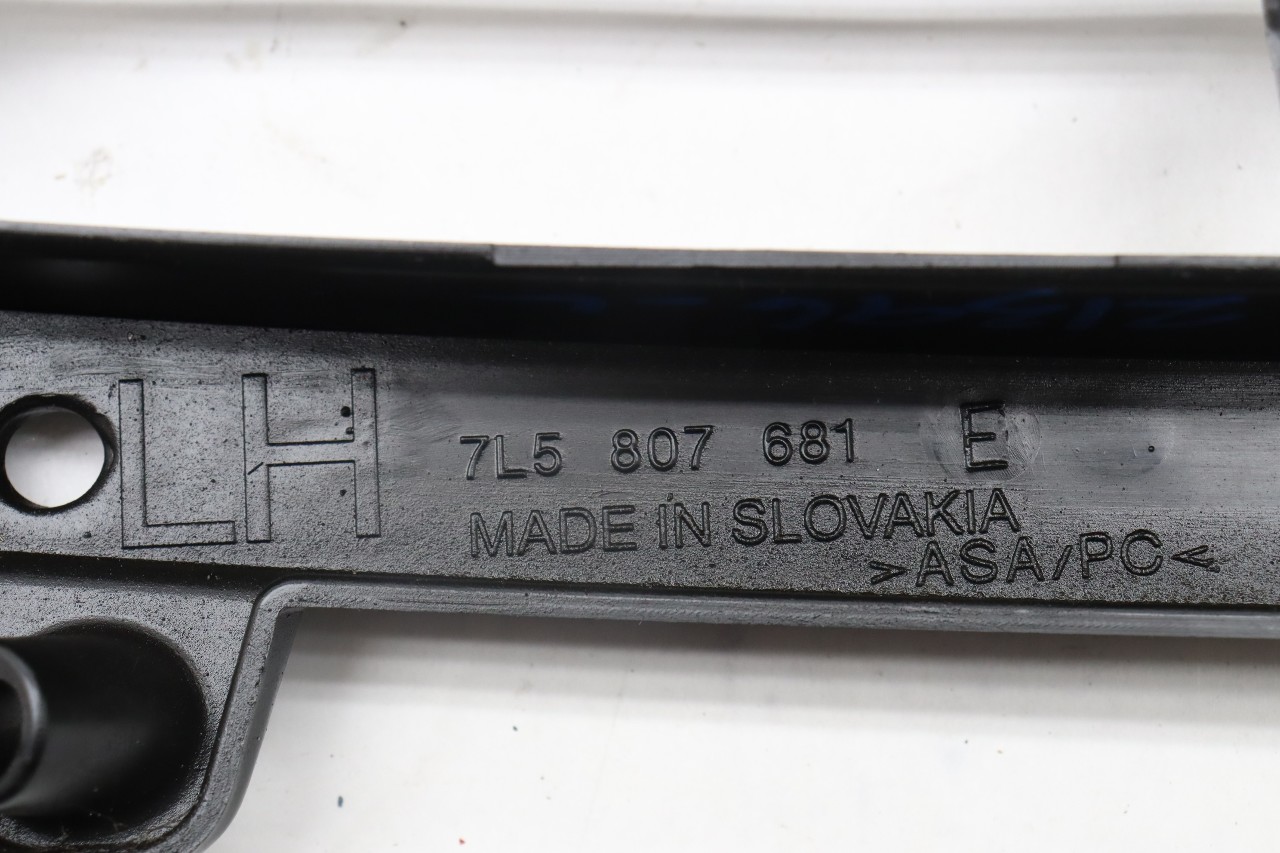 LH
7L5 807 681 E
MADE IN SLOVAKIA
>ASA/PC<